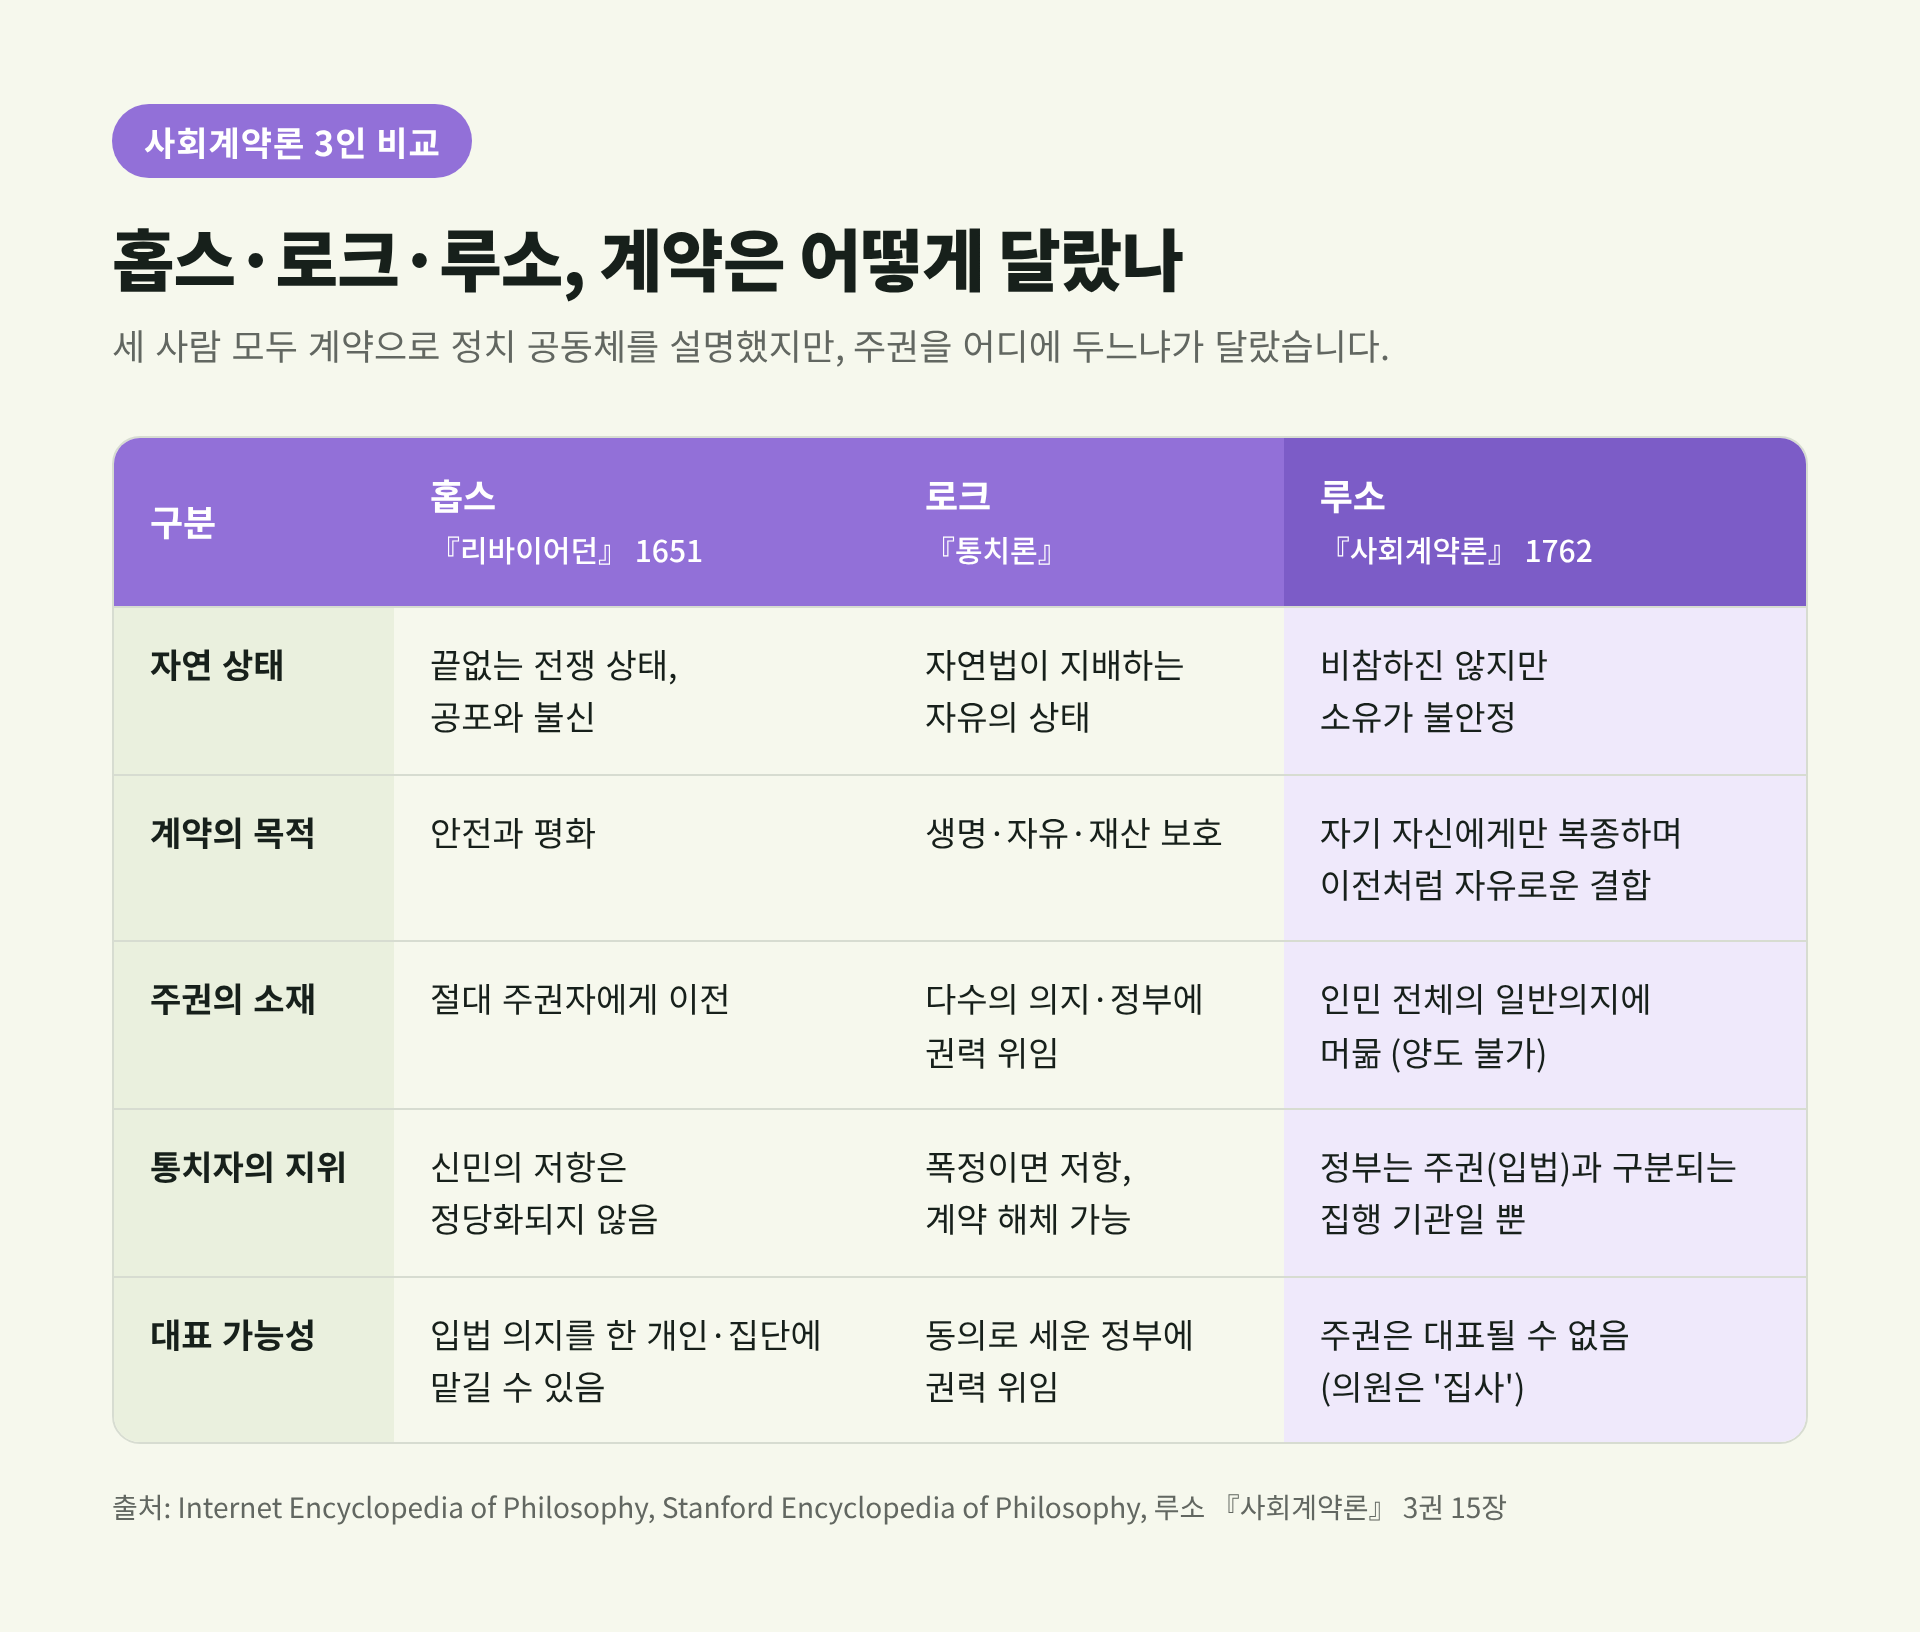 사회계약론 3인 비교
홉스·로크·루소, 계약은 어떻게 달랐나
세 사람 모두 계약으로 정치 공동체를 설명했지만, 주권을 어디에 두느냐가 달랐습니다.
구분
홉스
『리바이어던』 1651
로크
『통치론』
루소
『사회계약론』 1762
자연 상태
끝없는 전쟁 상태,
공포와 불신
자연법이 지배하는
자유의 상태
비참하진 않지만
소유가 불안정
계약의 목적
안전과 평화
생명·자유·재산 보호
자기 자신에게만 복종하며
이전처럼 자유로운 결합
주권의 소재
절대 주권자에게 이전
다수의 의지·정부에
권력 위임
인민 전체의 일반의지에
머묾 (양도 불가)
통치자의 지위
신민의 저항은
정당화되지 않음
폭정이면 저항,
계약 해체 가능
정부는 주권(입법)과 구분되는
집행 기관일 뿐
대표 가능성
입법 의지를 한 개인·집단에
맡길 수 있음
동의로 세운 정부에
권력 위임
주권은 대표될 수 없음
(의원은 '집사')
출처: Internet Encyclopedia of Philosophy, Stanford Encyclopedia of Philosophy, 루소 『사회계약론』 3권 15장